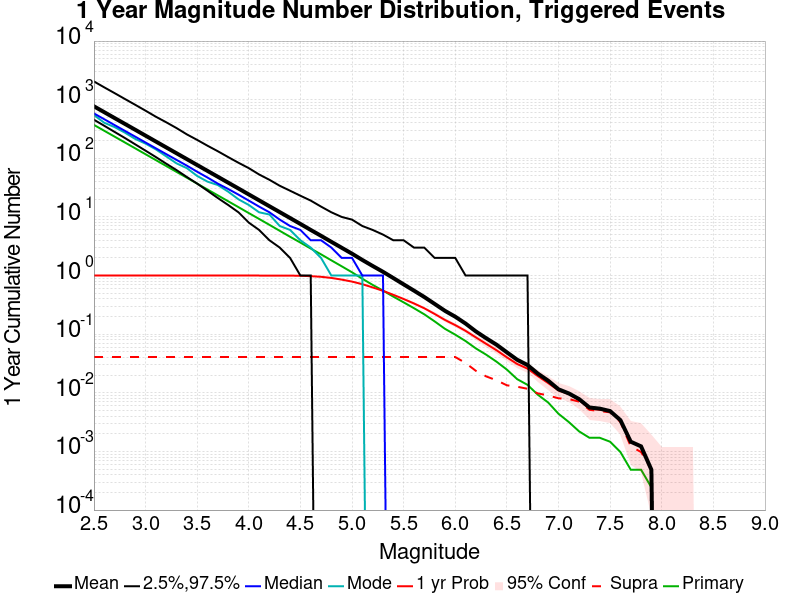 1 Year Magnitude Number Distribution, Triggered Events
1 Year Cumulative Number
10^4
10^3
10^2
10^1
10^0
10^-1
10^-2
10^-3
10^-4
2.5 3.0 3.5 4.0 4.5 5.0 5.5 6.0 6.5 7.0 7.5 8.0 8.5 9.0
Magnitude
Mean 2.5%,97.5% Median Mode 1 yr Prob 95% Conf Supra Primary